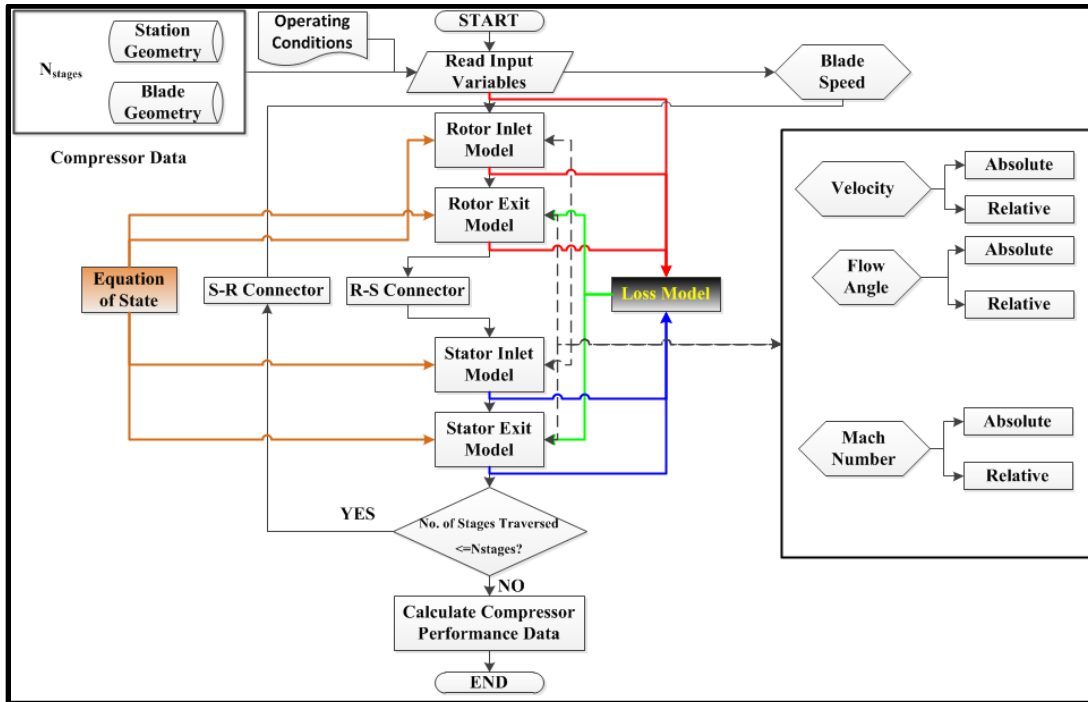 START
Station
Geometry
Operating
Conditions
Nstages
Read Input
Variables
Blade
Speed
Blade
Geometry
Compressor Data
Rotor Inlet
Model
Absolute
Velocity
Relative
Rotor Exit
Model
Absolute
Flow
Angle
Relative
Equation
of State
S-R Connector
R-S Connector
Loss Model
Stator Inlet
Model
Stator Exit
Model
Absolute
Mach
Number
Relative
YES
No. of Stages Traversed
<=Nstages?
NO
Calculate Compressor
Performance Data
END